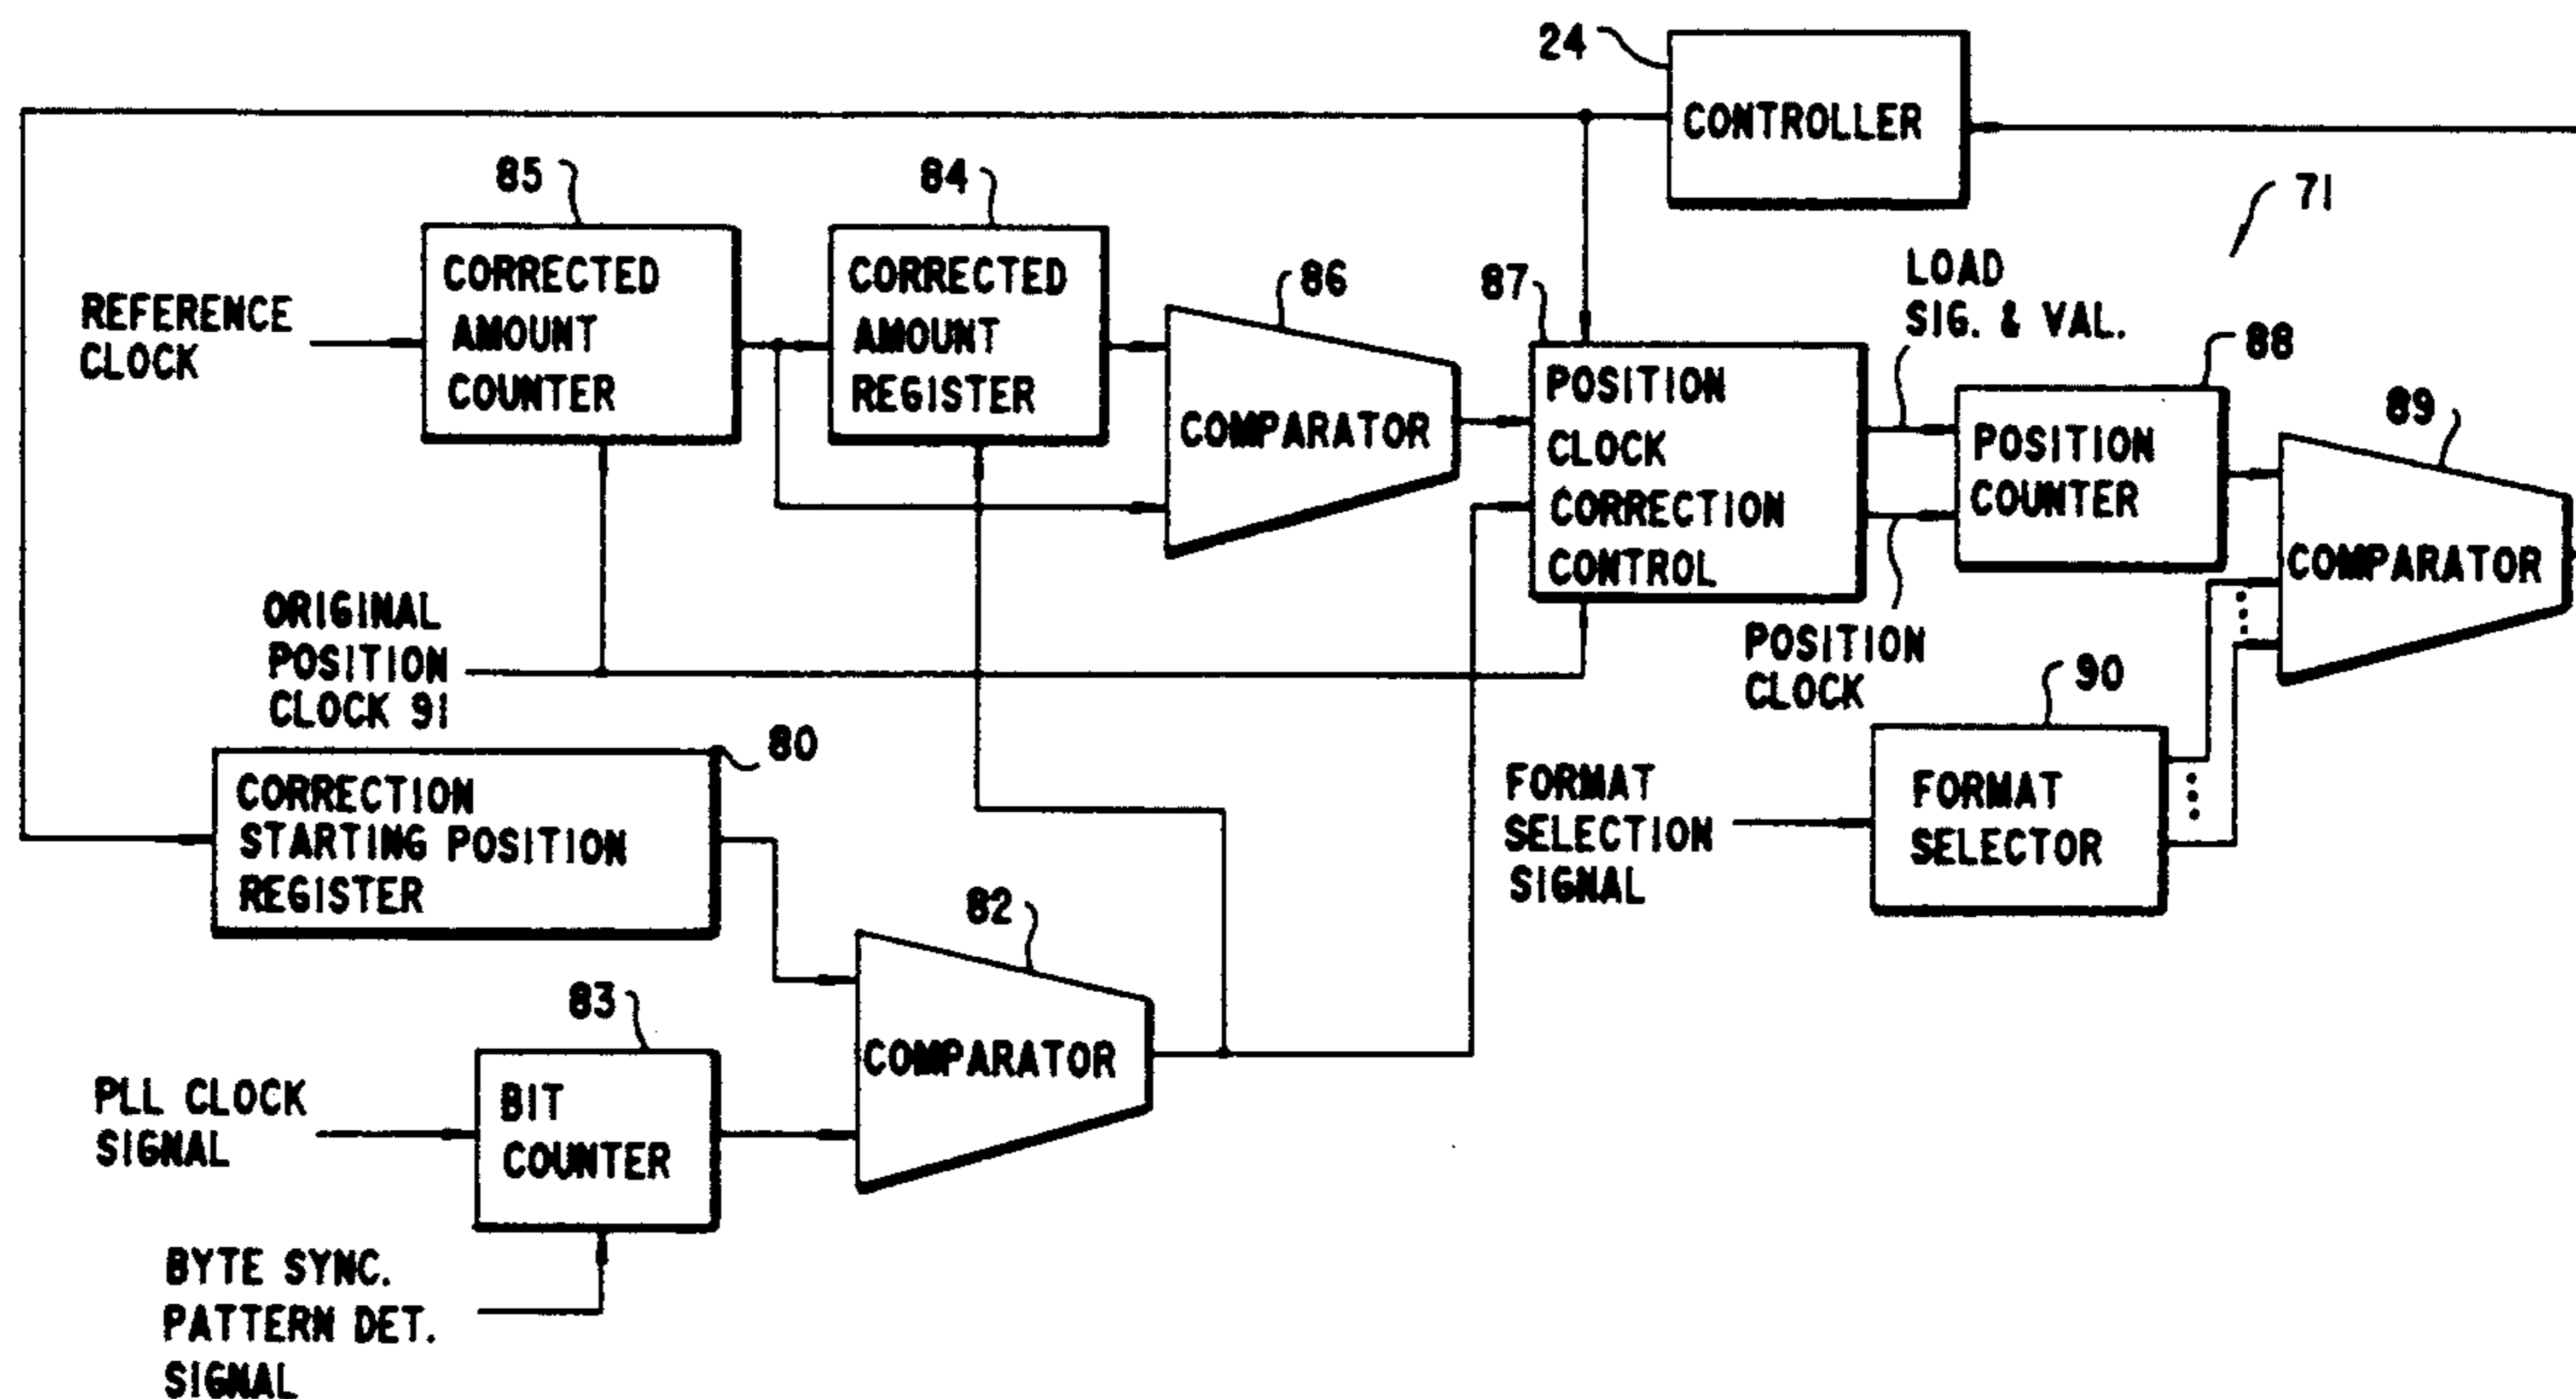 24
CONTROLLER
85
84
71
CORRECTED
AMOUNT
COUNTER
CORRECTED
AMOUNT
REGISTER
86
COMPARATOR
87
LOAD
SIG. & VAL.
88
REFERENCE
CLOCK
POSITION
CLOCK
CORRECTION
CONTROL
POSITION
COUNTER
89
COMPARATOR
ORIGINAL
POSITION
CLOCK 91
POSITION
CLOCK
80
90
CORRECTION
STARTING POSITION
REGISTER
FORMAT
SELECTION
SIGNAL
FORMAT
SELECTOR
82
COMPARATOR
83
PLL CLOCK
SIGNAL
BIT
COUNTER
BYTE SYNC.
PATTERN DET.
SIGNAL